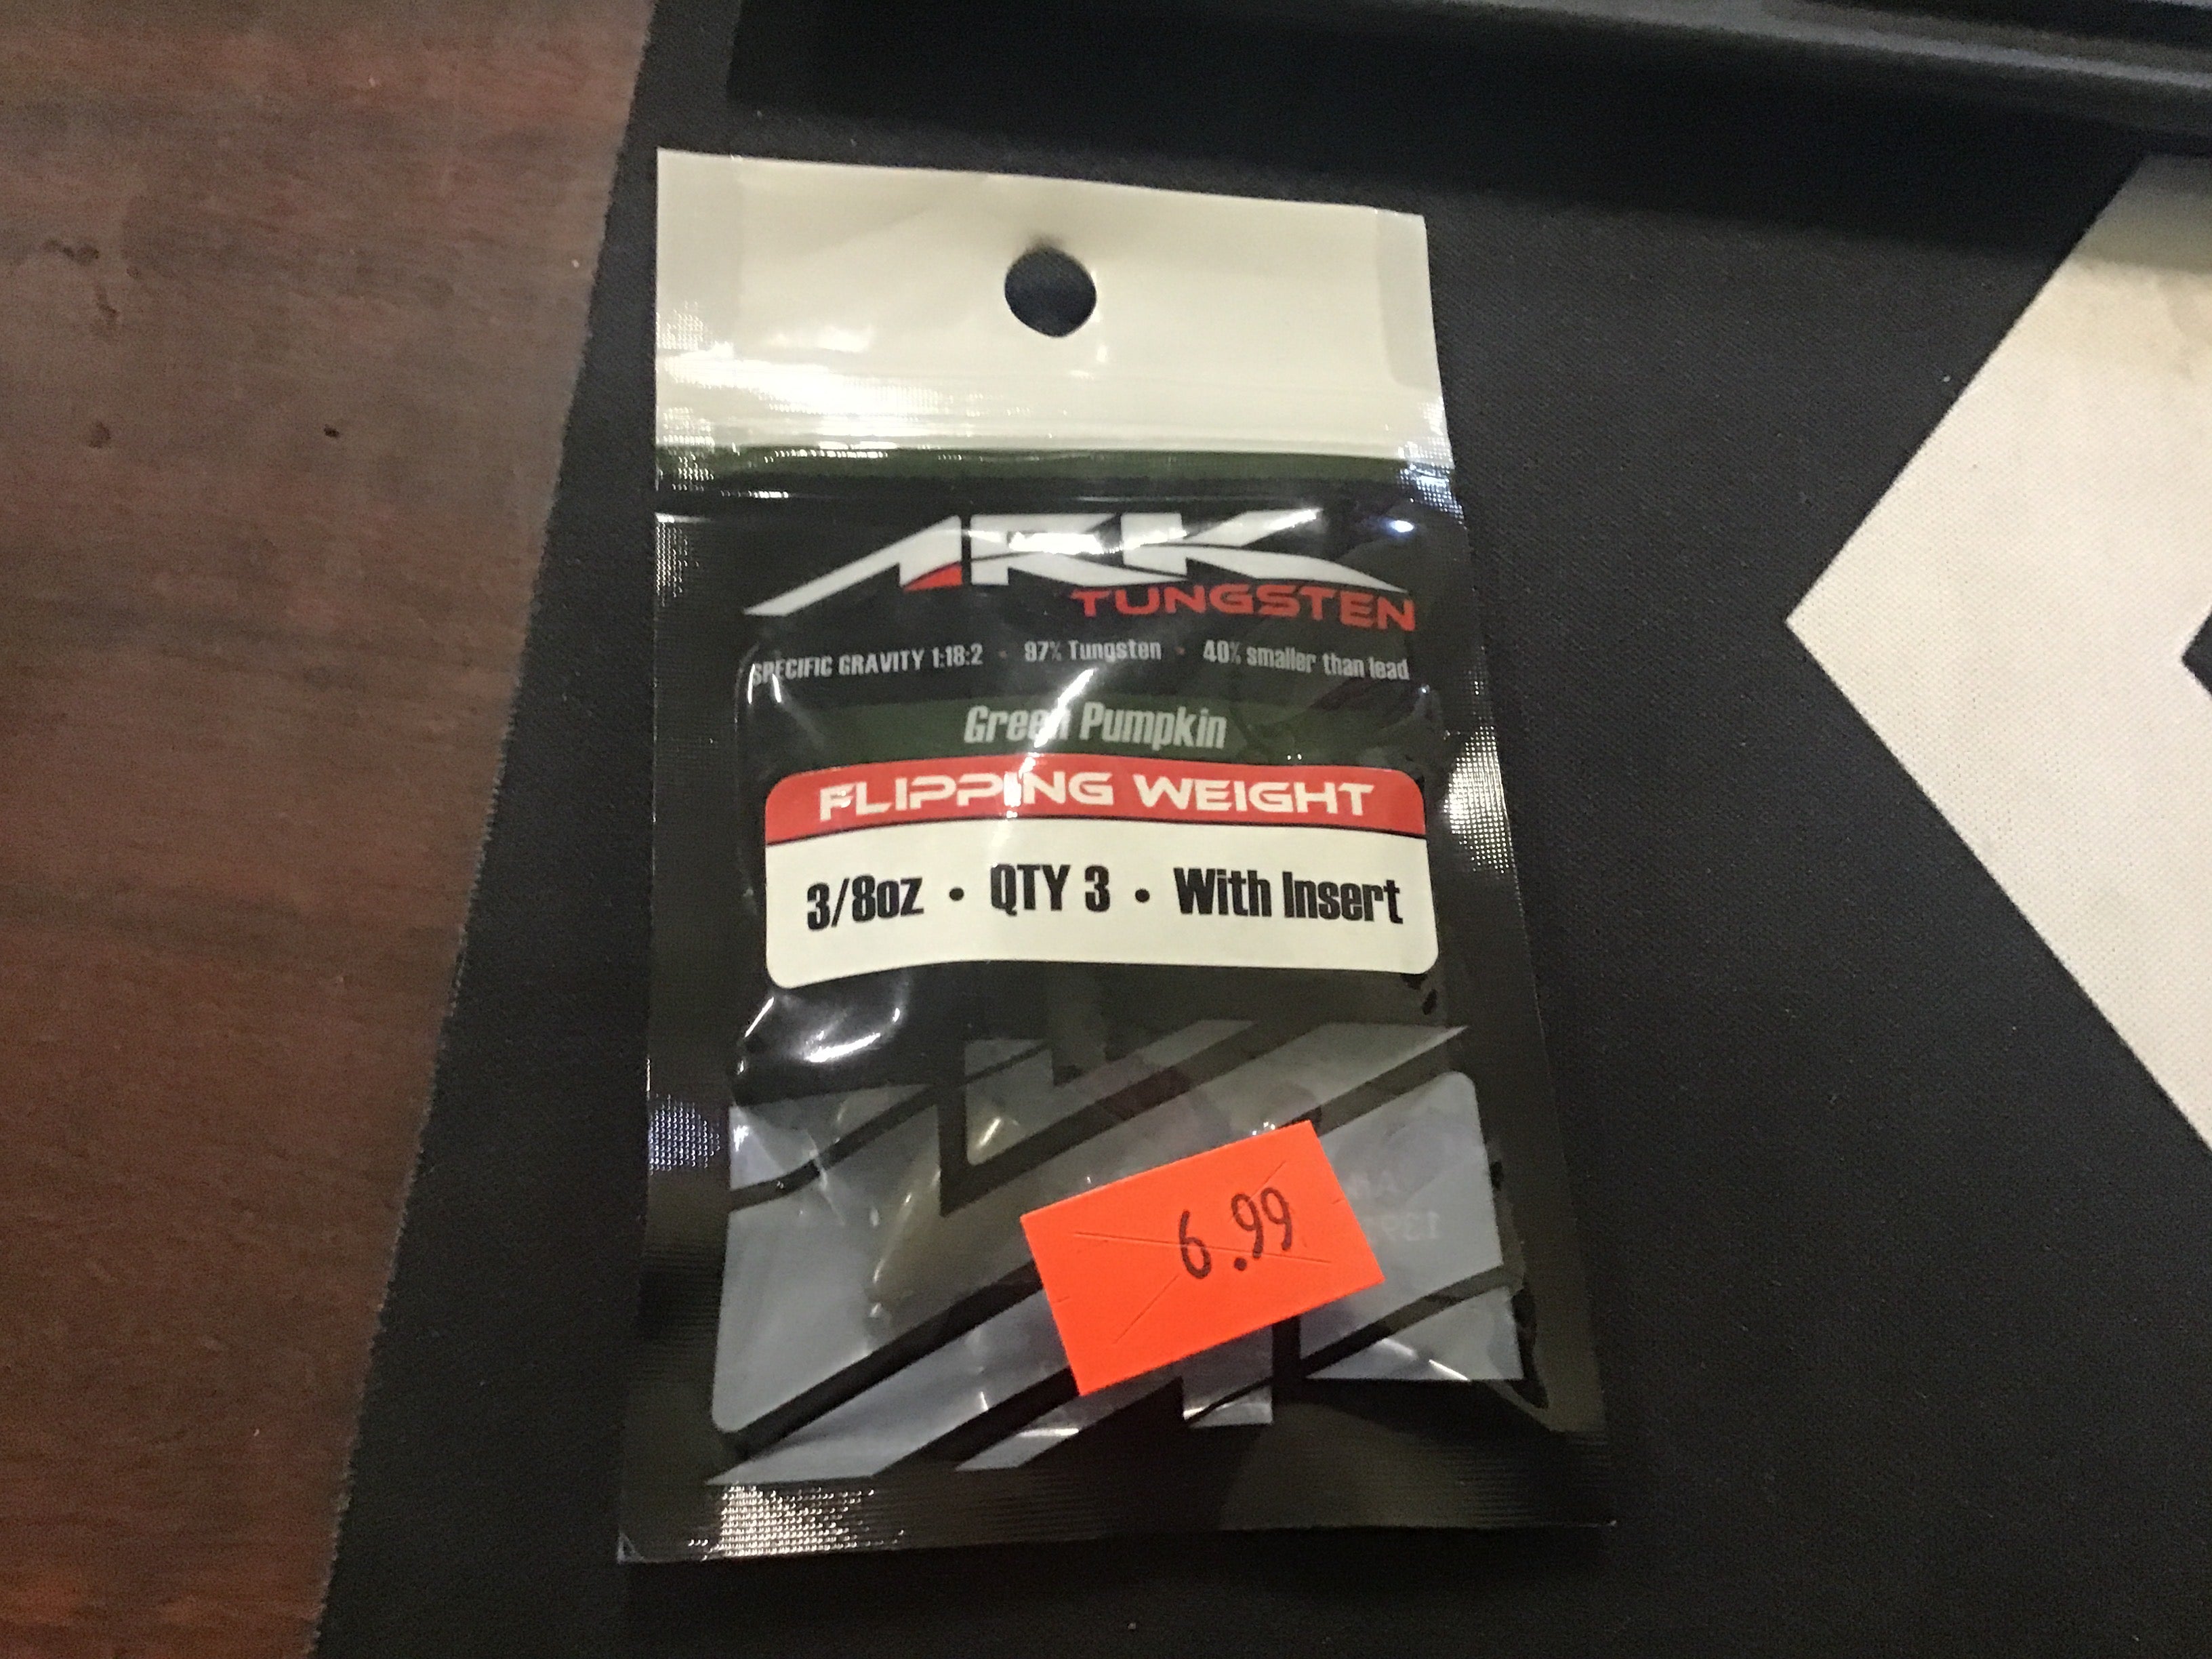 ARK
TUNGSTEN
SPECIFIC GRAVITY 1:18:2 • 97% Tungsten • 40% smaller than lead
Green Pumpkin
FLIPPING WEIGHT
3/8oz • QTY 3 • With Insert
6.99